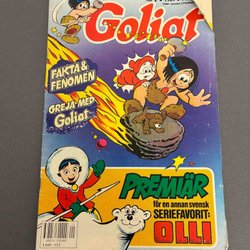 Goliat
FAKTA &
FENOMEN
GREJA MED
Goliat
PREMIÄR
för en annan svensk
SERIEFAVORIT:
OLLI